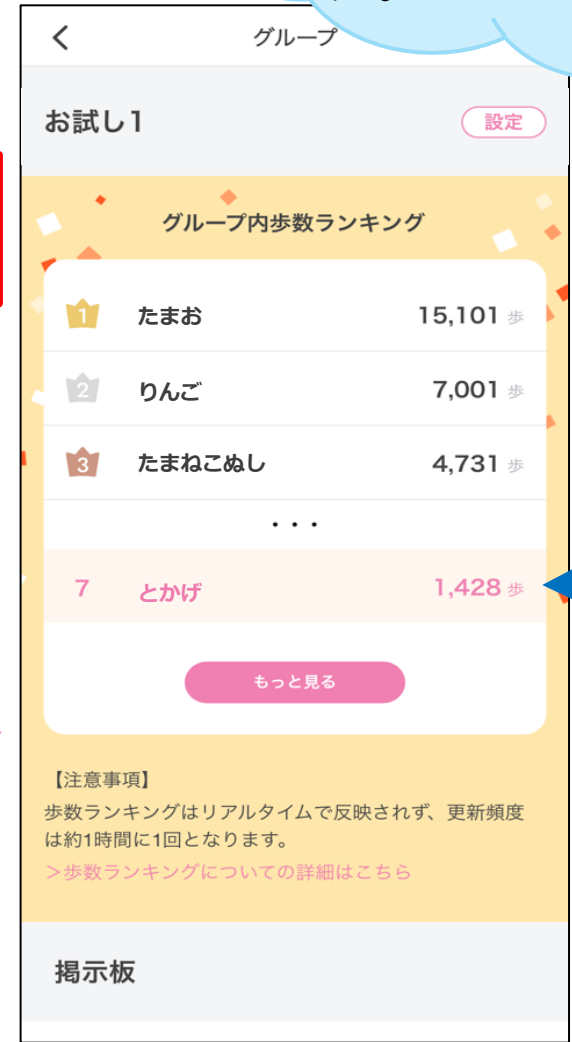 グループ
お試し1
設定
グループ内歩数ランキング
1 たまお 15,101 歩
2 りんご 7,001 歩
3 たまねこぬし 4,731 歩
・・・
7 とかげ 1,428 歩
もっと見る
【注意事項】
歩数ランキングはリアルタイムで反映されず、更新頻度
は約1時間に1回となります。
＞歩数ランキングについての詳細はこちら
掲示板